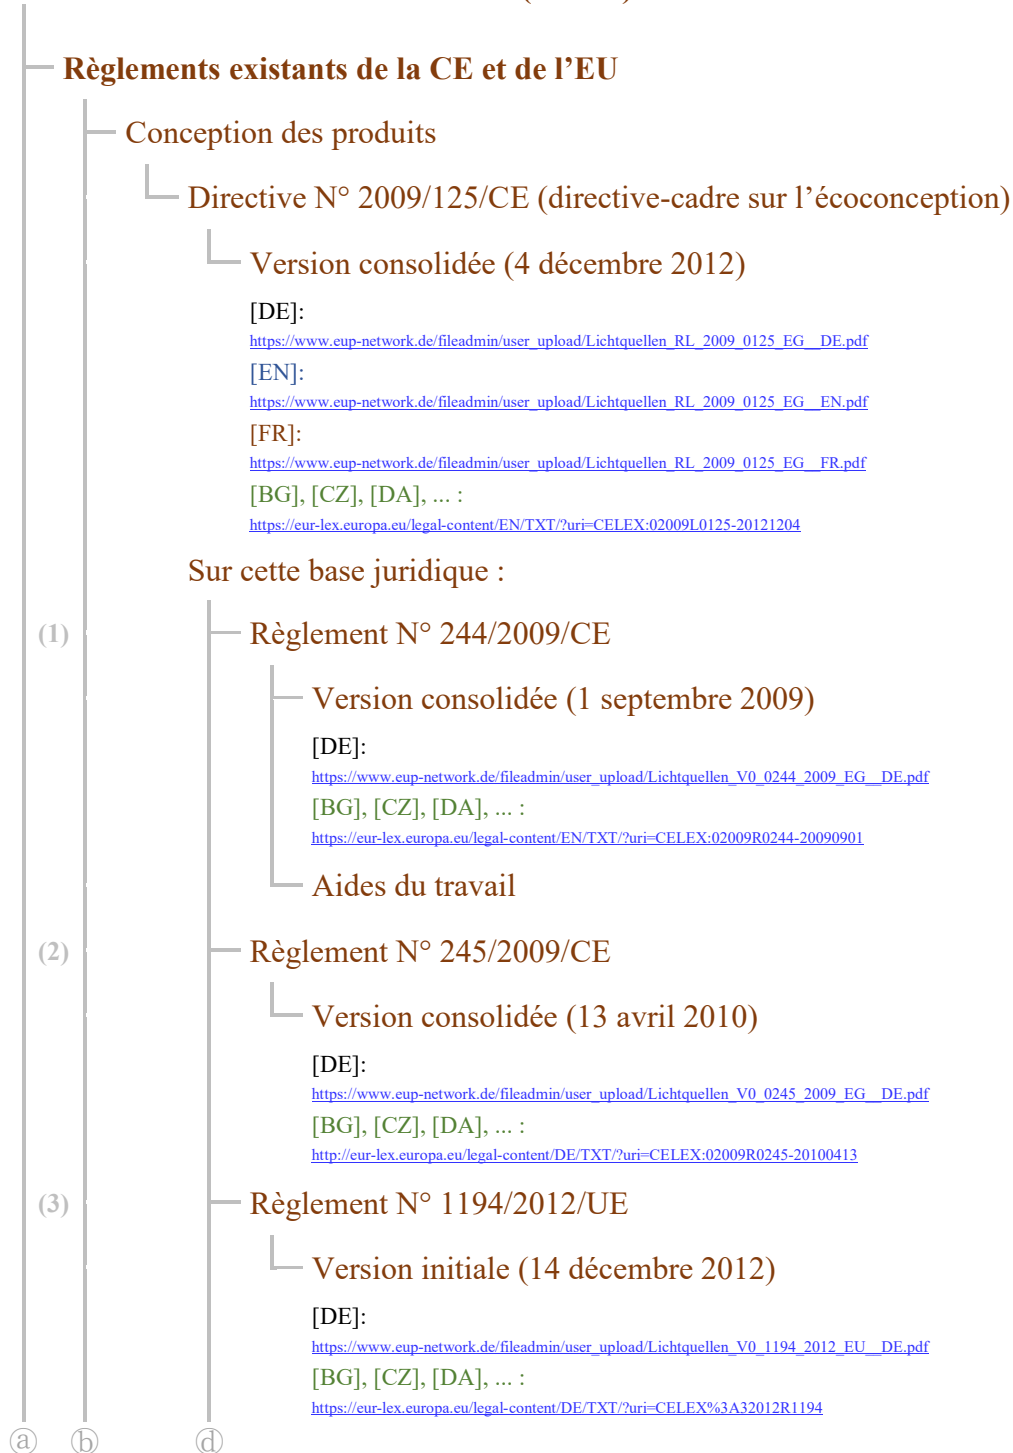 Règlements existants de la CE et de l’EU
Conception des produits
Directive N° 2009/125/CE (directive-cadre sur l’écoconception)
Version consolidée (4 décembre 2012)
[DE]:
https://www.eup-network.de/fileadmin/user_upload/Lichtquellen_RL_2009_0125_EG__DE.pdf
[EN]:
https://www.eup-network.de/fileadmin/user_upload/Lichtquellen_RL_2009_0125_EG__EN.pdf
[FR]:
https://www.eup-network.de/fileadmin/user_upload/Lichtquellen_RL_2009_0125_EG__FR.pdf
[BG], [CZ], [DA], ... :
https://eur-lex.europa.eu/legal-content/EN/TXT/?uri=CELEX:02009L0125-20121204
Sur cette base juridique :
(1) Règlement N° 244/2009/CE
Version consolidée (1 septembre 2009)
[DE]:
https://www.eup-network.de/fileadmin/user_upload/Lichtquellen_V0_0244_2009_EG__DE.pdf
[BG], [CZ], [DA], ... :
https://eur-lex.europa.eu/legal-content/EN/TXT/?uri=CELEX:02009R0244-20090901
Aides du travail
(2) Règlement N° 245/2009/CE
Version consolidée (13 avril 2010)
[DE]:
https://www.eup-network.de/fileadmin/user_upload/Lichtquellen_V0_0245_2009_EG__DE.pdf
[BG], [CZ], [DA], ... :
http://eur-lex.europa.eu/legal-content/DE/TXT/?uri=CELEX:02009R0245-20100413
(3) Règlement N° 1194/2012/UE
Version initiale (14 décembre 2012)
[DE]:
https://www.eup-network.de/fileadmin/user_upload/Lichtquellen_V0_1194_2012_EU__DE.pdf
[BG], [CZ], [DA], ... :
https://eur-lex.europa.eu/legal-content/DE/TXT/?uri=CELEX%3A32012R1194
ⓐ ⓑ ⓓ